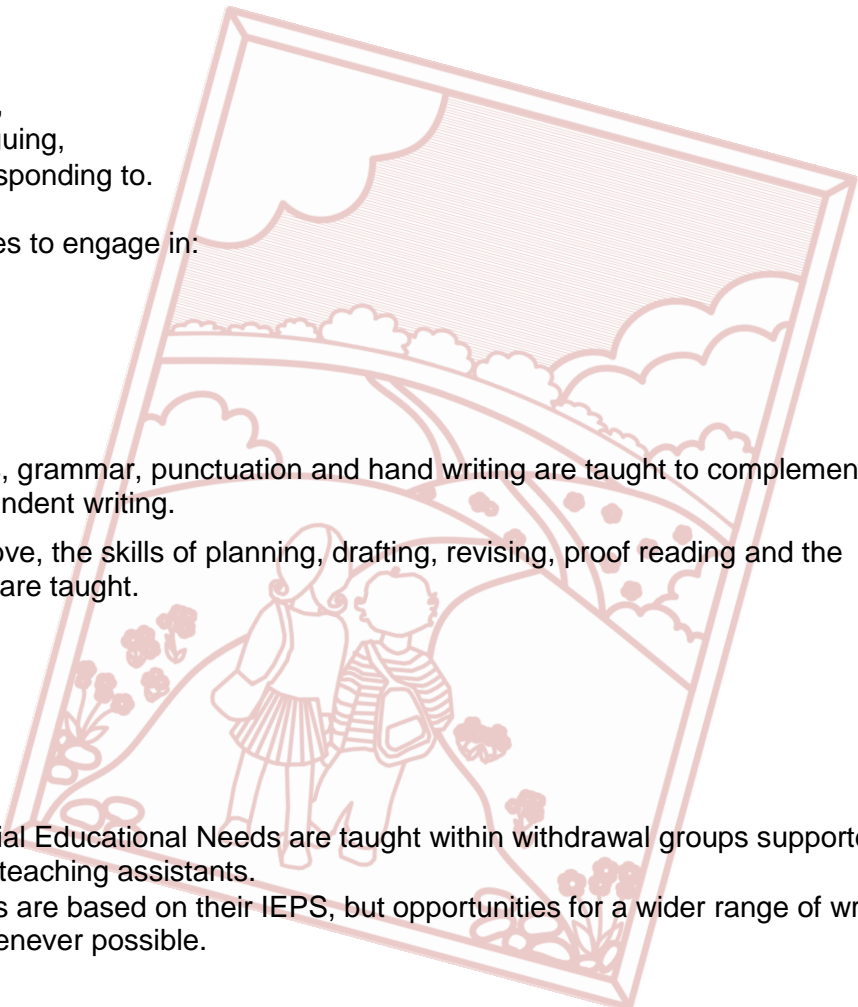 guing,
sponding to.
es to engage in:
, grammar, punctuation and hand writing are taught to complemen
ndent writing.
ove, the skills of planning, drafting, revising, proof reading and the
are taught.
ial Educational Needs are taught within withdrawal groups supporte
teaching assistants.
s are based on their IEPS, but opportunities for a wider range of wr
enever possible.